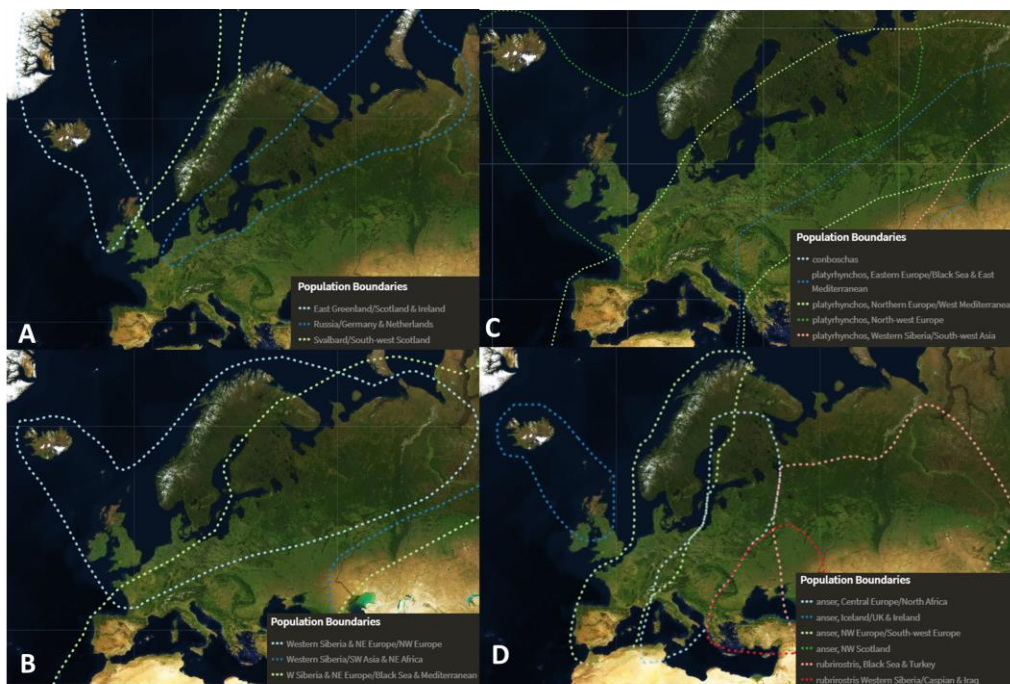 A
Population Boundaries
East Greenland/Scotland & Ireland
Russia/Germany & Netherlands
Svalbard/South-west Scotland
C
Population Boundaries
conboschas
platyrhynchos, Eastern Europe/Black Sea & East
Mediterranean
platyrhynchos, Northern Europe/West Mediterranea
platyrhynchos, North-west Europe
platyrhynchos, Western Siberia/South-west Asia
B
Population Boundaries
Western Siberia & NE Europe/NW Europe
Western Siberia/SW Asia & NE Africa
W Siberia & NE Europe/Black Sea & Mediterranean
D
Population Boundaries
anser, Central Europe/North Africa
anser, Iceland/UK & Ireland
anser, NW Europe/South-west Europe
anser, NW Scotland
rubrirostris, Black Sea & Turkey
rubrirostris Western Siberia/Caspian & Iraq